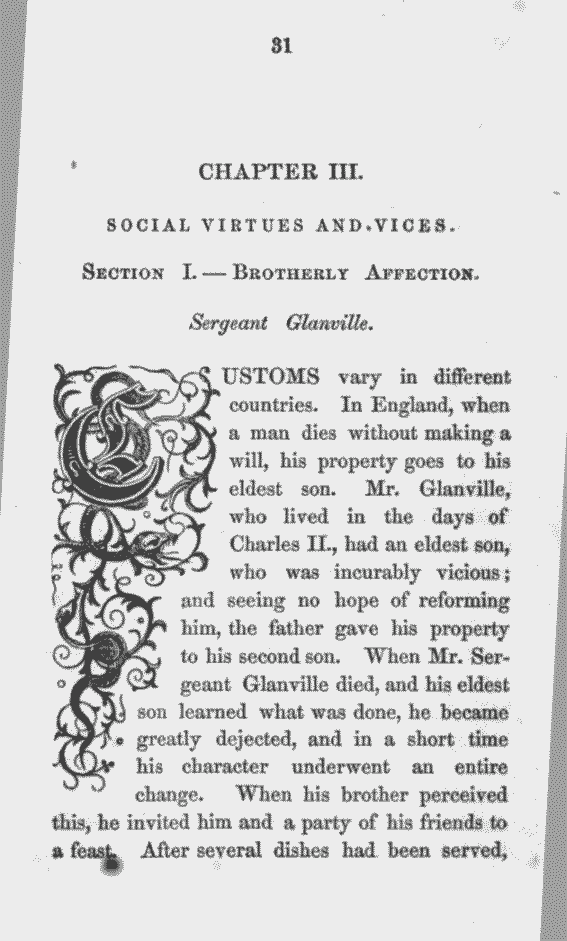 31
CHAPTER III.
SOCIAL VIRTUES AND VICES.
SECTION I. — BROTHERLY AFFECTION.
Sergeant Glanville.
CUSTOMS vary in different
countries. In England, when
a man dies without making a
will, his property goes to his
eldest son. Mr. Glanville,
who lived in the days of
Charles II., had an eldest son,
who was incurably vicious;
and seeing no hope of reforming
him, the father gave his property
to his second son. When Mr. Ser-
geant Glanville died, and his eldest
son learned what was done, he became
greatly dejected, and in a short time
his character underwent an entire
change. When his brother perceived
this, he invited him and a party of his friends to
a feast. After several dishes had been served,